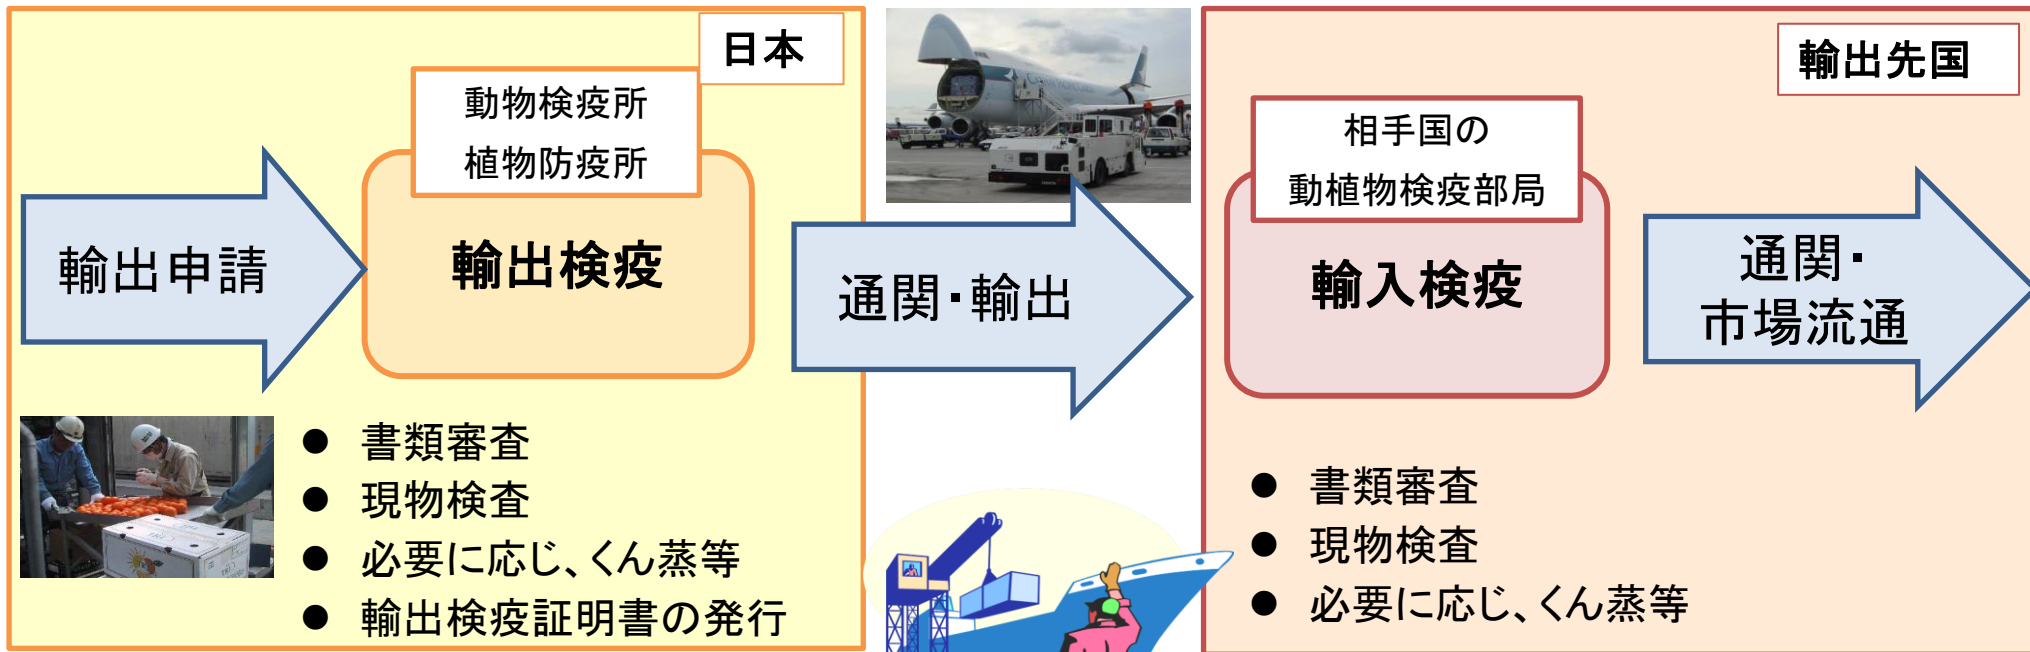 日本
動物検疫所
植物防疫所
輸出申請
輸出検疫
● 書類審査
● 現物検査
● 必要に応じ、くん蒸等
● 輸出検疫証明書の発行
通関・輸出
輸出先国
相手国の
動植物検疫部局
輸入検疫
通関・
市場流通
● 書類審査
● 現物検査
● 必要に応じ、くん蒸等